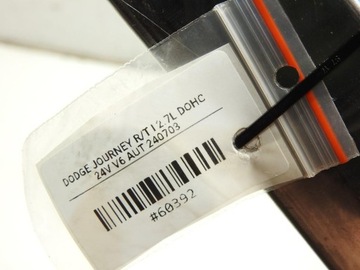 DODGE JOURNEY R/T I 2.7L DOHC
24V V6 AUT 240703
#60392